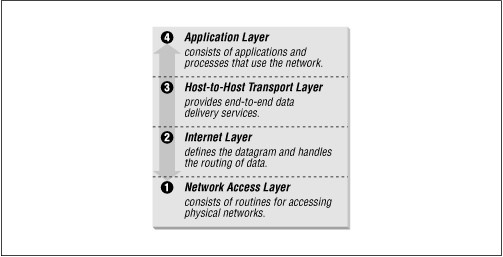 4 Application Layer
consists of applications and
processes that use the network.
3 Host-to-Host Transport Layer
provides end-to-end data
delivery services.
2 Internet Layer
defines the datagram and handles
the routing of data.
1 Network Access Layer
consists of routines for accessing
physical networks.